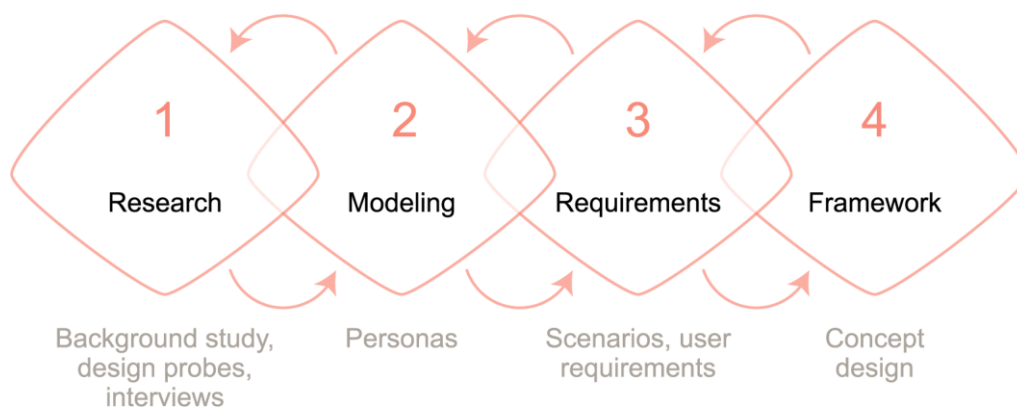 1
2
3
4
Research
Modeling
Requirements
Framework
Background study,
design probes,
interviews
Personas
Scenarios, user
requirements
Concept
design